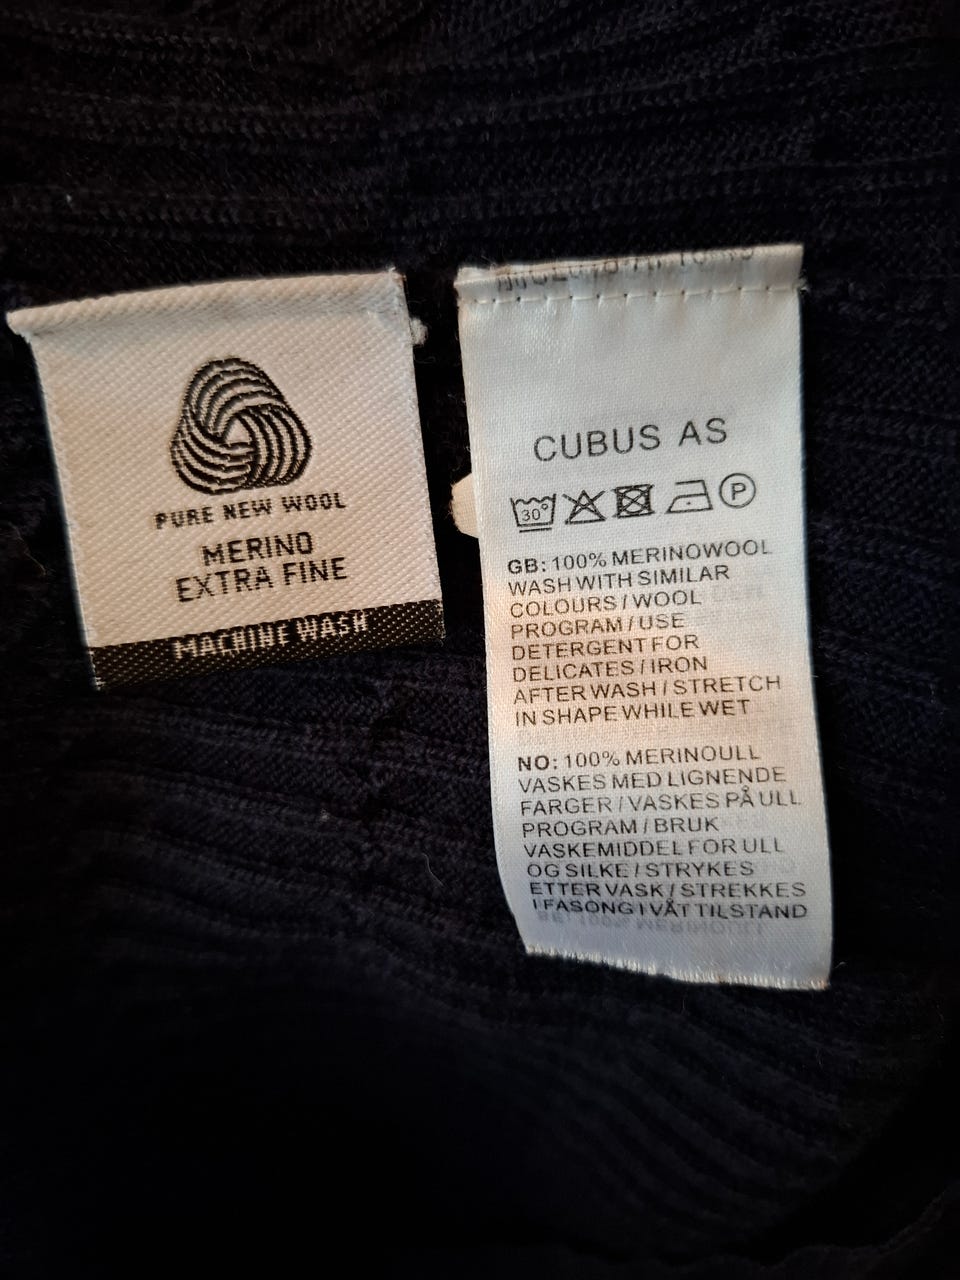 PURE NEW WOOL
MERINO
EXTRA FINE
MACHINE WASH
CUBUS AS
30°
P
GB: 100% MERINOWOOL
WASH WITH SIMILAR
COLOURS / WOOL
PROGRAM / USE
DETERGENT FOR
DELICATES / IRON
AFTER WASH / STRETCH
IN SHAPE WHILE WET
NO: 100% MERINOULL
VASKES MED LIGNENDE
FARGER / VASKES PÅ ULL
PROGRAM / BRUK
VASKEMIDDEL FOR ULL
OG SILKE / STRYKES
ETTER VASK / STREKKES
I FASONG I VÅT TILSTAND